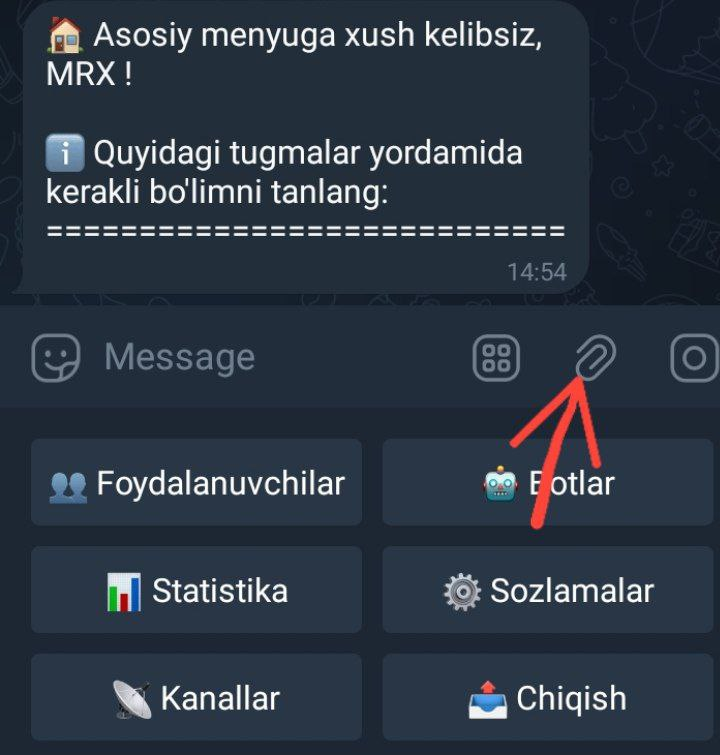 🏠 Asosiy menyuga xush kelibsiz,
MRX !
ℹ️ Quyidagi tugmalar yordamida
kerakli bo'limni tanlang:
============================
14:54
Message
👥 Foydalanuvchilar
🤖 Botlar
📊 Statistika
⚙️ Sozlamalar
📡 Kanallar
📤 Chiqish